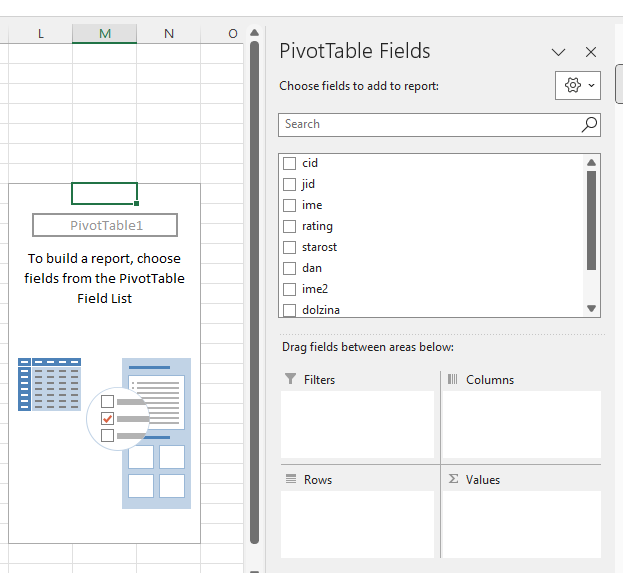 L M N O
PivotTable Fields
Choose fields to add to report:
Search
cid
jid
ime
rating
starost
dan
ime2
dolzina
PivotTable1
To build a report, choose
fields from the PivotTable
Field List
Drag fields between areas below:
Filters
Columns
Rows
Σ Values